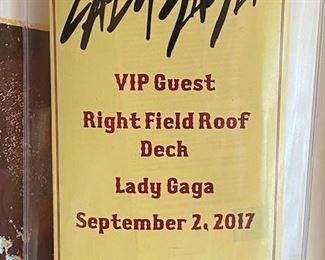 VIP Guest
Right Field Roof
Deck
Lady Gaga
September 2, 2017